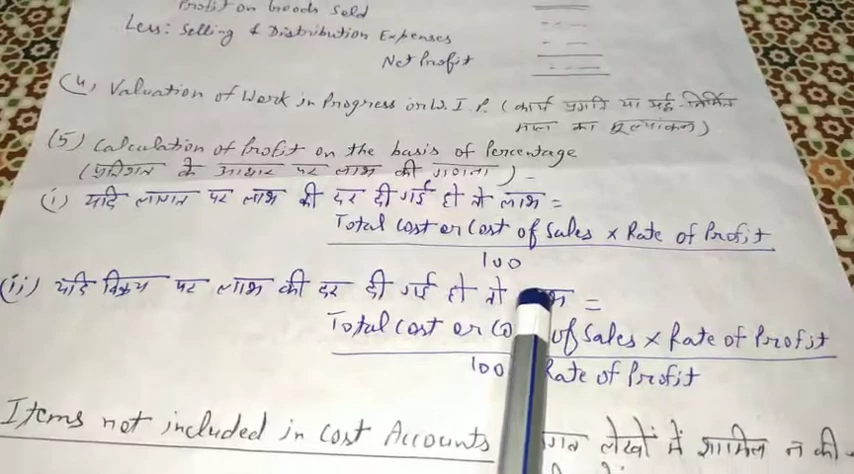 Profit on Goods Sold
Less: Selling & Distribution Expenses
Net Profit
(4) Valuation of Work in Progress or W.I.P. (कार्य प्रगति या अर्द्ध-निर्मित
माल का मूल्यांकन)
(5) Calculation of Profit on the basis of Percentage
(प्रतिशत के आधार पर लाभ की गणना) -
(i) यदि लागत पर लाभ की दर दी गई हो तो लाभ =
Total Cost or Cost of Sales × Rate of Profit
100
(ii) यदि विक्रय पर लाभ की दर दी गई हो तो =
Total Cost or of Sales × Rate of Profit
100 Rate of Profit
Items not included in Cost Accounts लेखों में शामिल न की